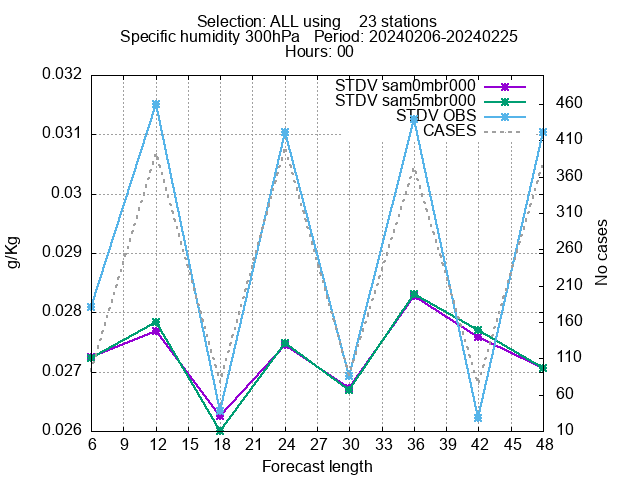 Selection: ALL using    23 stations
Specific humidity 300hPa   Period: 20240206-20240225
Hours: 00
STDV sam0mbr000
STDV sam5mbr000
STDV OBS
CASES
0.032
0.031
0.03
0.029
0.028
0.027
0.026
g/Kg
460
410
360
310
260
210
160
110
60
10
No cases
6 9 12 15 18 21 24 27 30 33 36 39 42 45 48
Forecast length